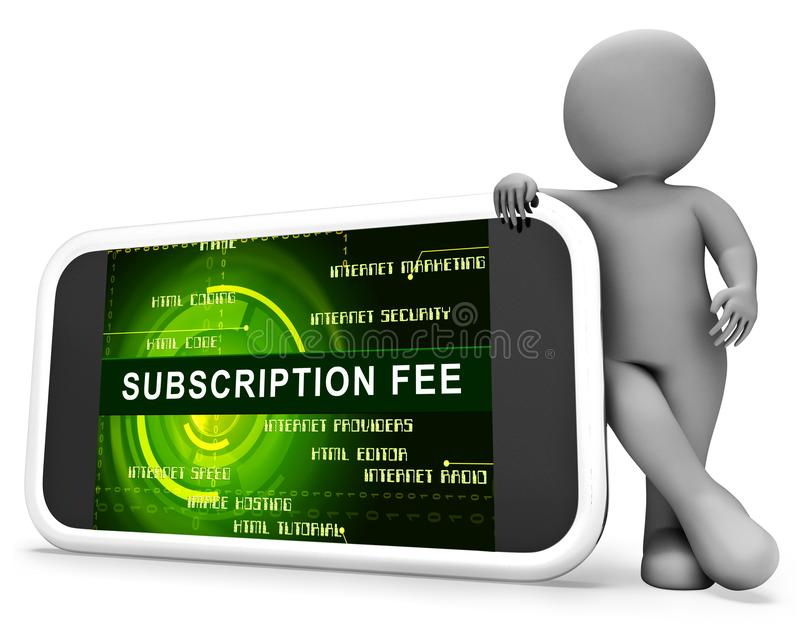 NAME
INTERNET MARKETING
HTML CODING
INTERNET SECURITY
HTML CODE
dreamstime
SUBSCRIPTION FEE
INTERNET PROVIDERS
HTML EDITOR
INTERNET SPEED
INTERNET RADIO
IMAGE HOSTING
HTML TUTORIAL